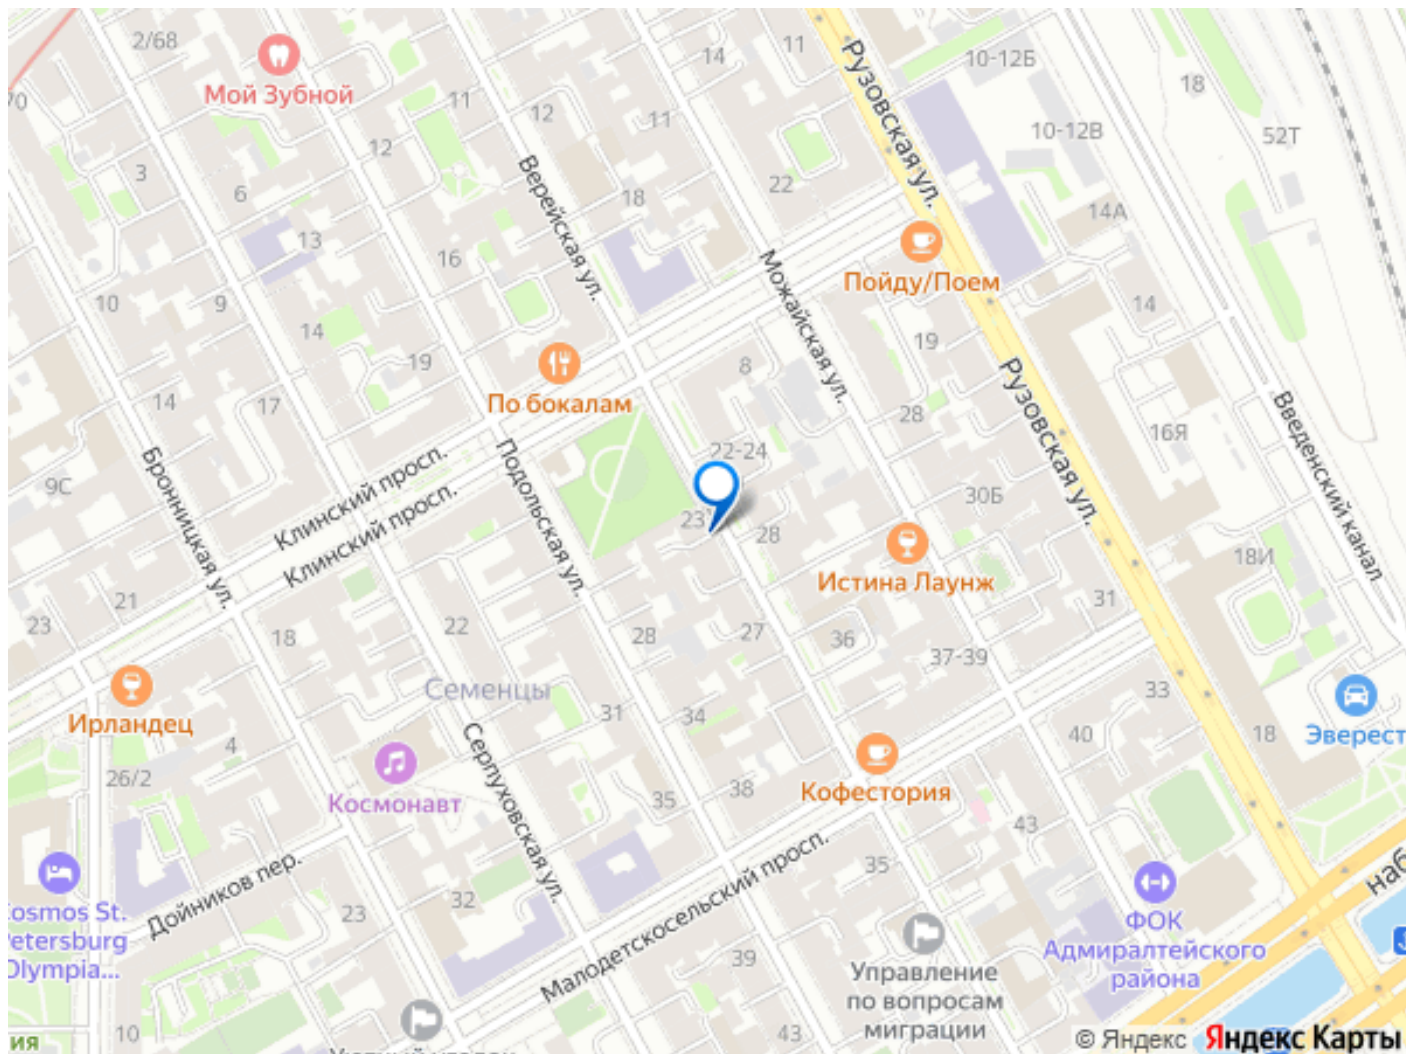 2/68
Мой Зубной
70
11
12
12
11
14
11
10-12Б
18
Рузовская ул.
10-12В
52Т
3
6
13
Верейская ул.
18
22
14А
16
10
9
14
19
Пойду/Поем
14
Можайская ул.
8
19
По бокалам
14
17
28
Рузовская ул.
16Я
Введенский канал
Бронницкая ул.
9С
Клинский просп.
Клинский просп.
Подольская ул.
22-24
23
28
30Б
Истина Лаунж
18И
31
21
23
18
22
28
27
36
37-39
Семенцы
Ирландец
31
34
33
40
18
Эверест
4
26/2
Космонавт
Серпуховская ул.
35
38
Кофестория
43
35
Малодетскосельский просп.
Дойников пер.
23
32
Cosmos St.
Petersburg
Olympia...
ФОК
Адмиралтейского
района
наб
39
Управление
по вопросам
миграции
43
10
ия
© Яндекс Яндекс Карты